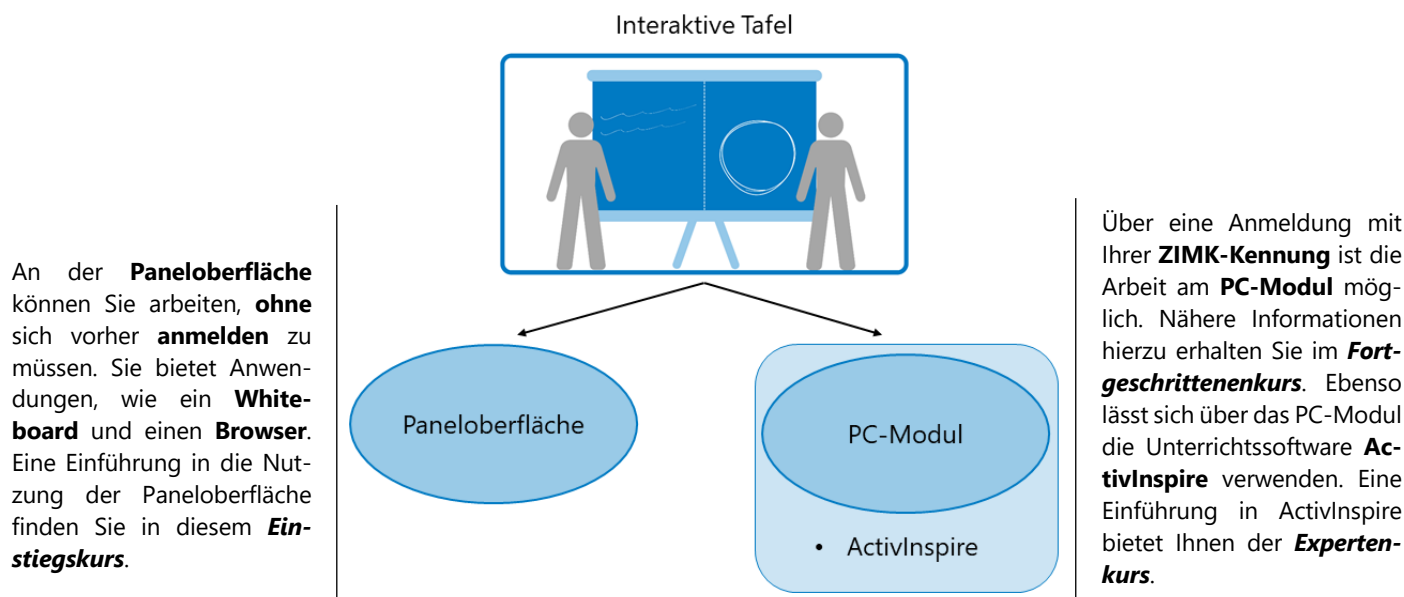 Interaktive Tafel
An der Paneloberfläche
können Sie arbeiten, ohne
sich vorher anmelden zu
müssen. Sie bietet Anwen-
dungen, wie ein White-
board und einen Browser.
Eine Einführung in die Nut-
zung der Paneloberfläche
finden Sie in diesem Ein-
stiegskurs.
Paneloberfläche
PC-Modul
• ActivInspire
Über eine Anmeldung mit
Ihrer ZIMK-Kennung ist die
Arbeit am PC-Modul mög-
lich. Nähere Informationen
hierzu erhalten Sie im Fort-
geschrittenenkurs. Ebenso
lässt sich über das PC-Modul
die Unterrichtssoftware Ac-
tivInspire verwenden. Eine
Einführung in ActivInspire
bietet Ihnen der Experten-
kurs.